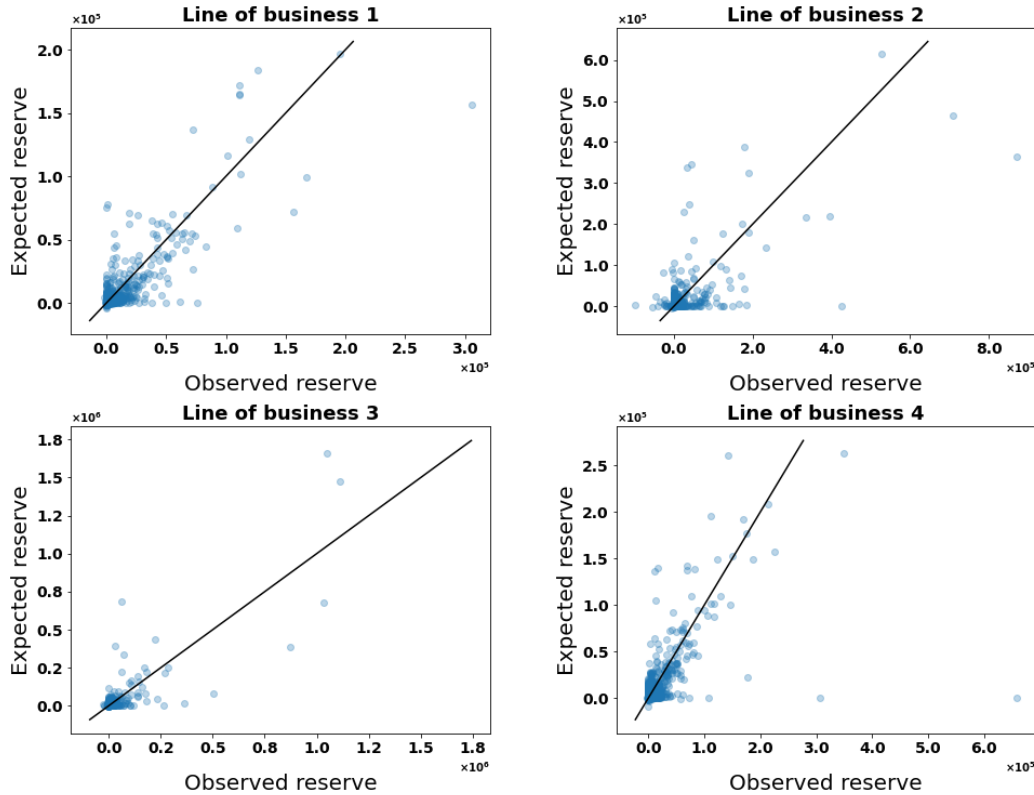 Line of business 1
×10⁵
2.0
1.5
1.0
0.5
0.0
Expected reserve
0.0 0.5 1.0 1.5 2.0 2.5 3.0
×10⁵
Observed reserve
Line of business 2
×10⁵
6.0
5.0
4.0
3.0
2.0
1.0
0.0
Expected reserve
0.0 2.0 4.0 6.0 8.0
×10⁵
Observed reserve
Line of business 3
×10⁶
1.8
1.5
1.2
1.0
0.8
0.5
0.2
0.0
Expected reserve
0.0 0.2 0.5 0.8 1.0 1.2 1.5 1.8
×10⁶
Observed reserve
Line of business 4
×10⁵
2.5
2.0
1.5
1.0
0.5
0.0
Expected reserve
0.0 1.0 2.0 3.0 4.0 5.0 6.0
×10⁵
Observed reserve